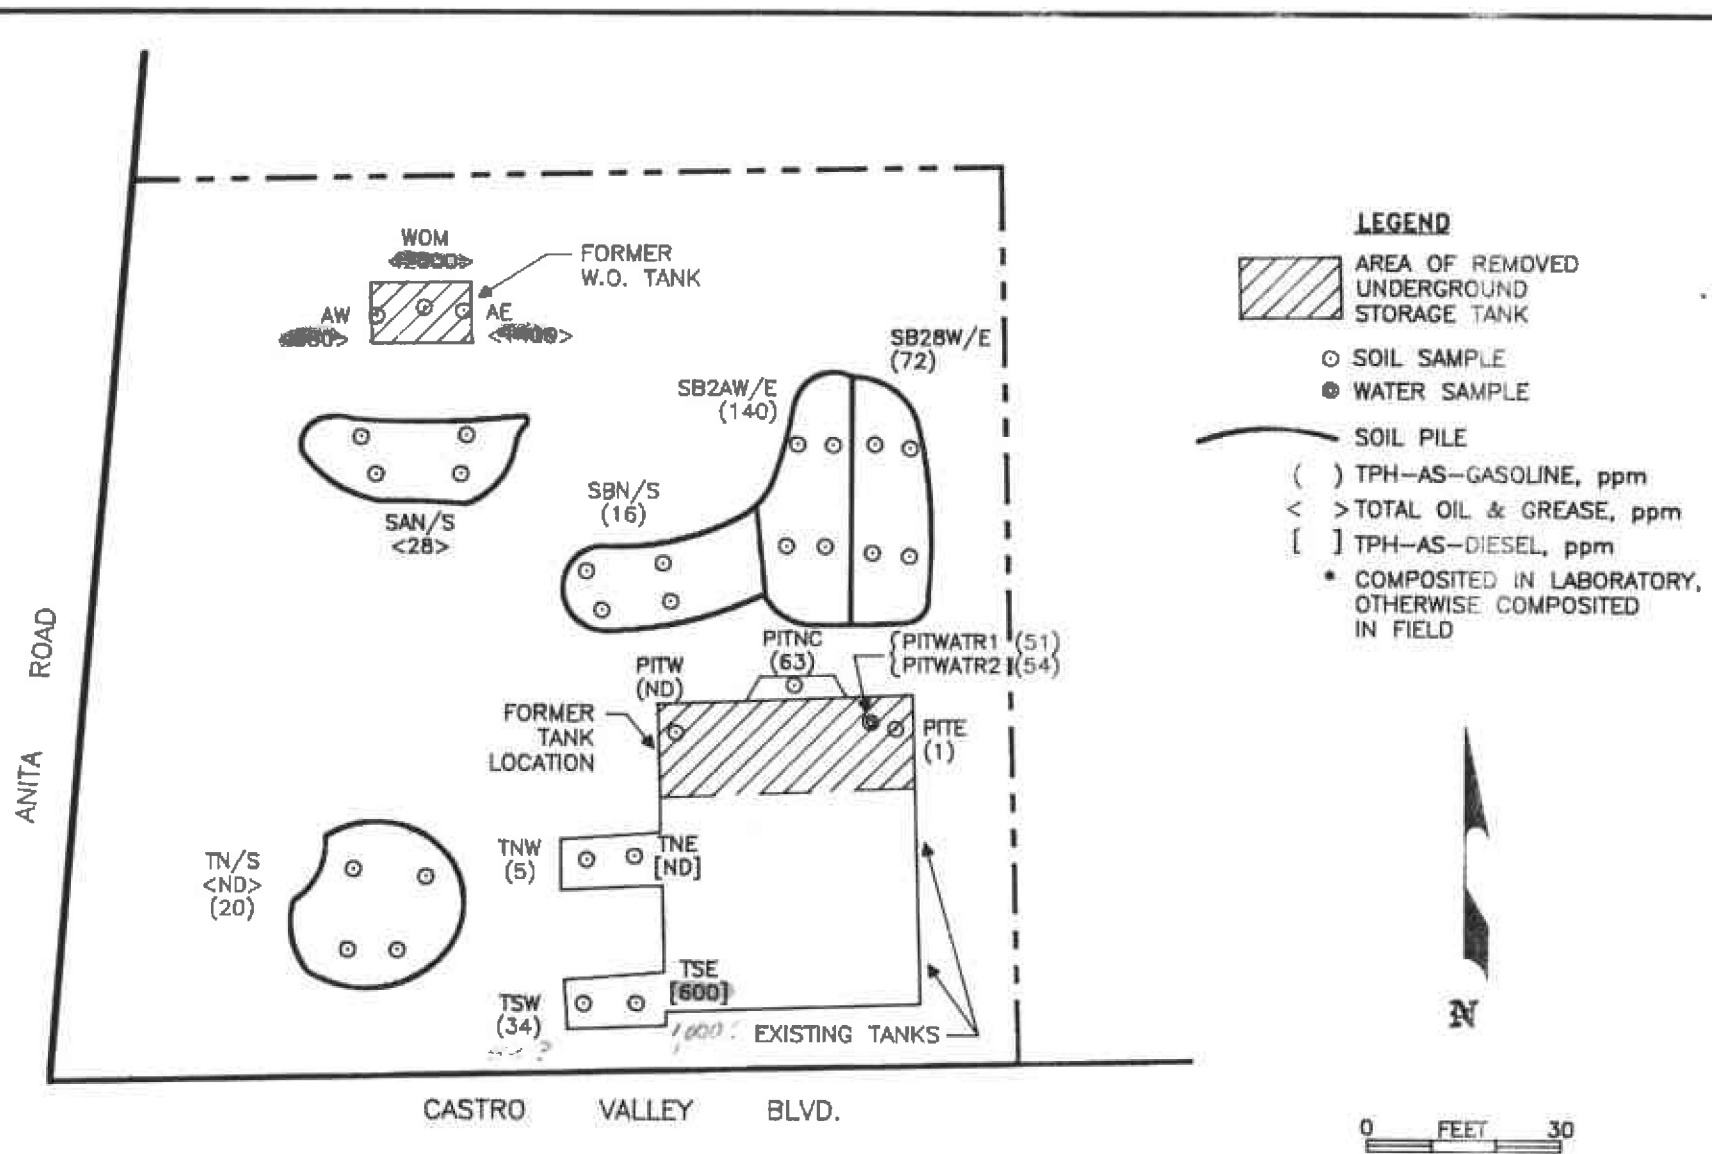 WOM
FORMER
W.O. TANK
AW
AE
SB28W/E
(72)
SB2AW/E
(140)
SBN/S
(16)
SAN/S
<28>
PITNC
(63)
PITWATR1 (51)
PITWATR2 (54)
PITW
(ND)
FORMER
TANK
LOCATION
PITE
(1)
TNW
(5)
TNE
[ND]
TN/S
<ND>
(20)
TSE
[600]
TSW
(34)
EXISTING TANKS
ANITA ROAD
CASTRO VALLEY BLVD.
LEGEND
AREA OF REMOVED
UNDERGROUND
STORAGE TANK
SOIL SAMPLE
WATER SAMPLE
SOIL PILE
( ) TPH-AS-GASOLINE, ppm
< > TOTAL OIL & GREASE, ppm
[ ] TPH-AS-DIESEL, ppm
* COMPOSITED IN LABORATORY,
OTHERWISE COMPOSITED
IN FIELD
N
0 FEET 30